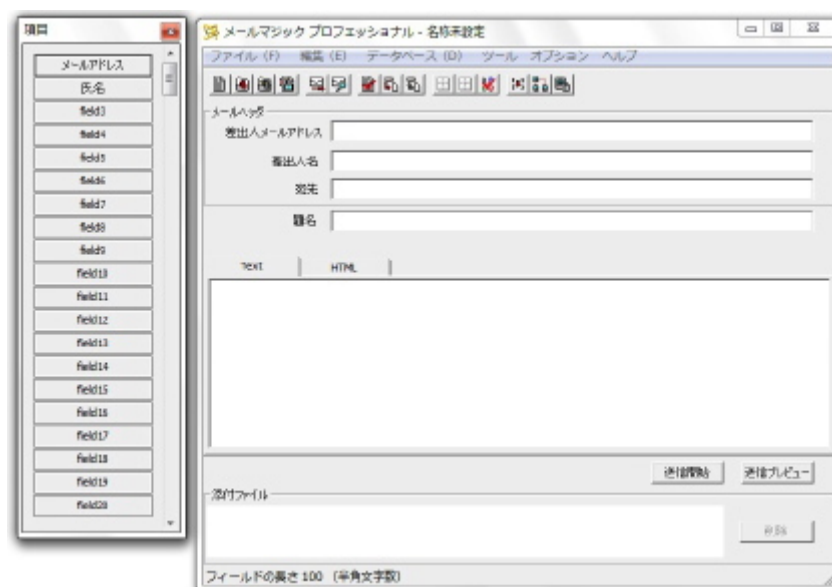 項目
メールアドレス
氏名
field3
field4
field5
field6
field7
field8
field9
field10
field11
field12
field13
field14
field15
field16
field17
field18
field19
field20
メールマジック プロフェッショナル - 名称未設定
ファイル (F) 編集 (E) データベース (D) ツール オプション ヘルプ
メールヘッダ
差出人メールアドレス
差出人名
宛先
題名
Text HTML
送信開始 送信プレビュー
添付ファイル
削除
フィールドの長さ 100 (半角文字数)